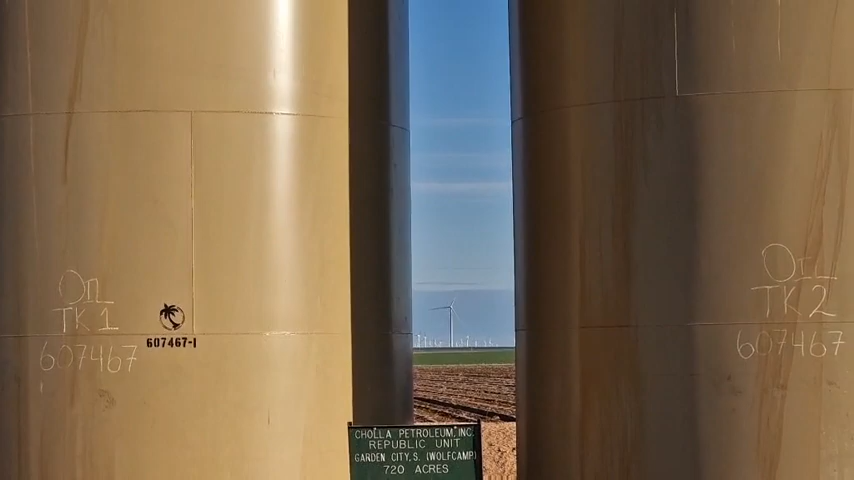 OIL
TK 1
607467
607467-1
OIL
TK 2
607467
CHOLLA PETROLEUM, INC.
REPUBLIC UNIT
GARDEN CITY, S. (WOLFCAMP)
720 ACRES